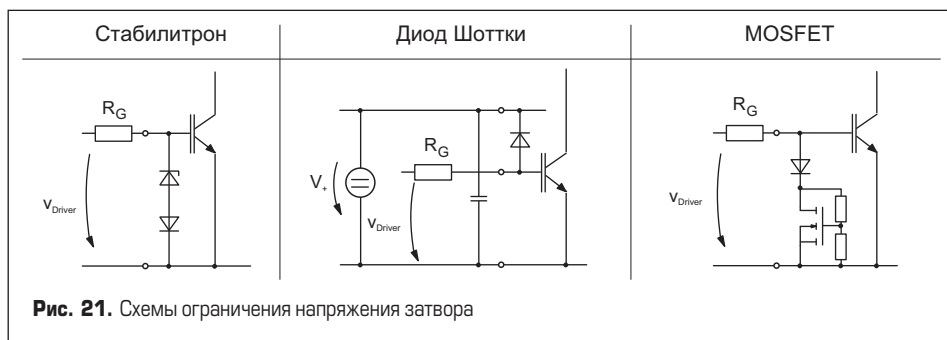 Стабилитрон
Диод Шоттки
MOSFET
R_G
v_Driver
V_+
R_G
v_Driver
R_G
v_Driver
Рис. 21. Схемы ограничения напряжения затвора